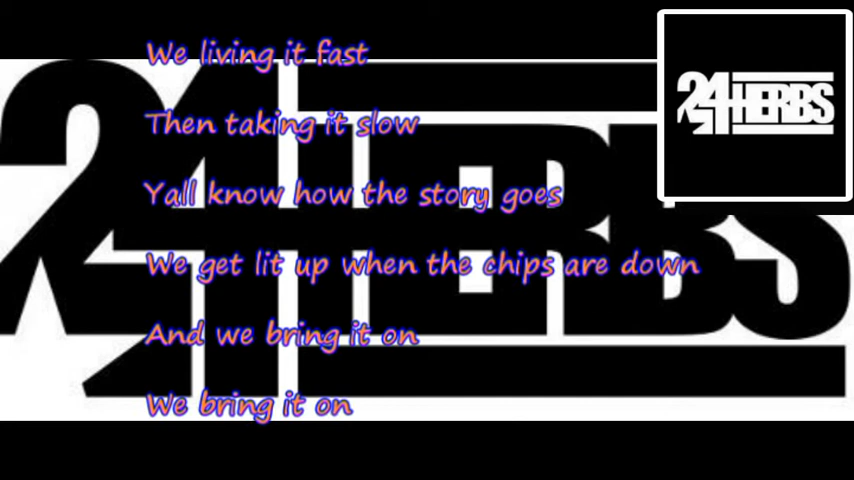 We living it fast
Then taking it slow
Yall know how the story goes
We get lit up when the chips are down
And we bring it on
We bring it on
24HERBS
24HERBS